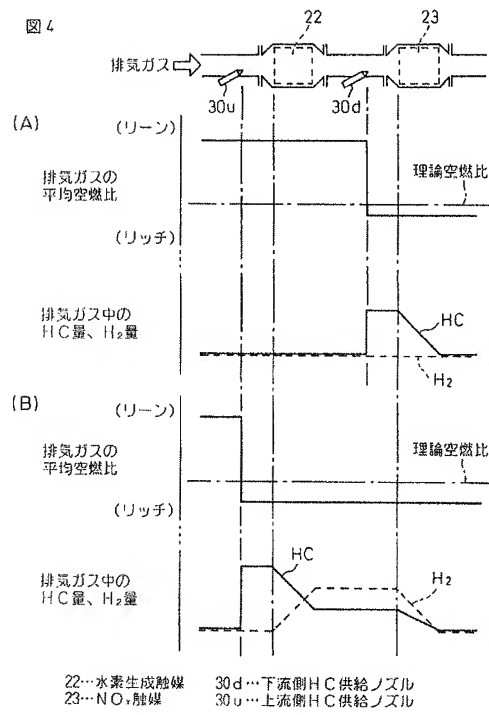 図4
22
23
排気ガス
30u
30d
(A)
(リーン)
排気ガスの
平均空燃比
理論空燃比
(リッチ)
排気ガス中の
HC量、H₂量
HC
H₂
(B)
(リーン)
排気ガスの
平均空燃比
理論空燃比
(リッチ)
排気ガス中の
HC量、H₂量
HC
H₂
22…水素生成触媒 30d…下流側HC供給ノズル
23…NOₓ触媒 30u…上流側HC供給ノズル